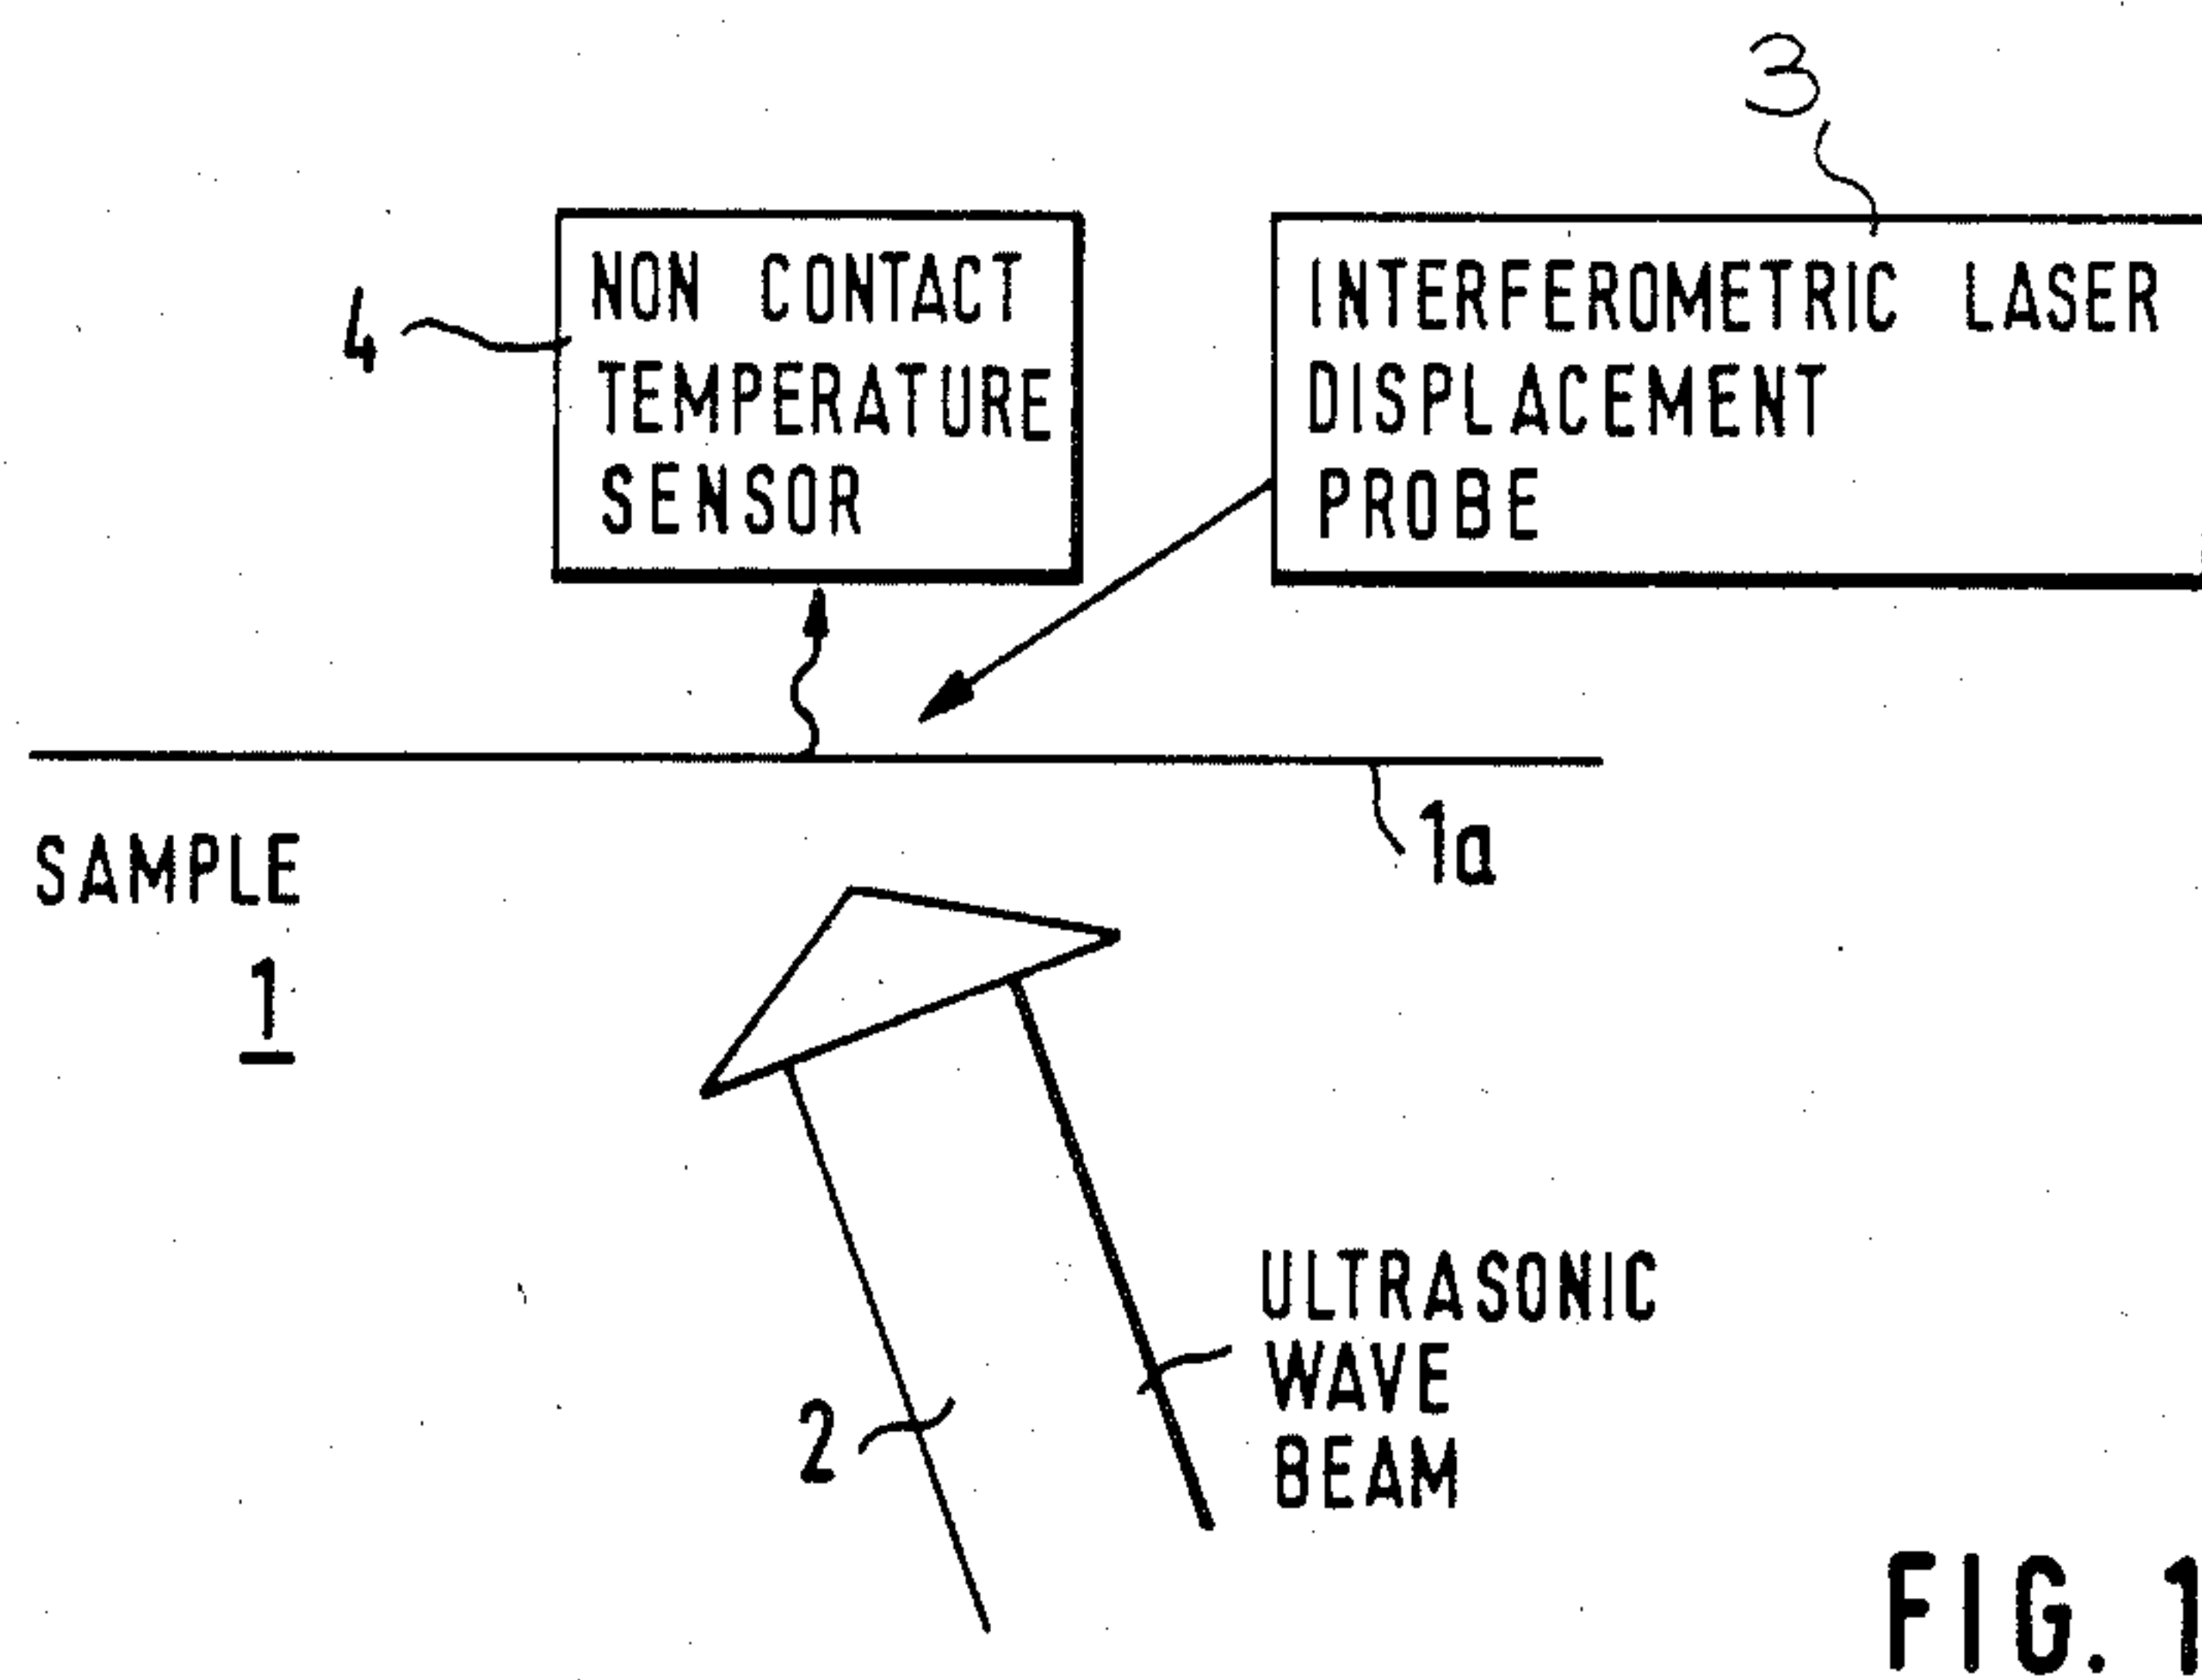 3
4
NON CONTACT
TEMPERATURE
SENSOR
INTERFEROMETRIC LASER
DISPLACEMENT
PROBE
1a
SAMPLE
1
2
ULTRASONIC
WAVE
BEAM
FIG. 1